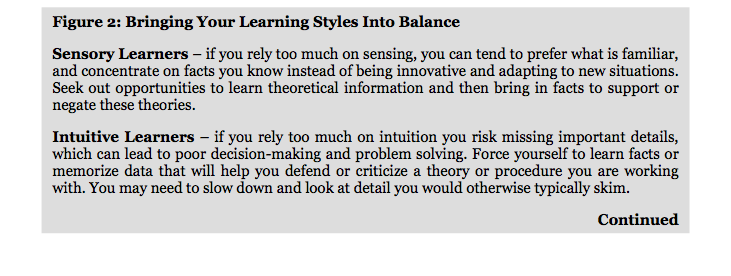 Figure 2: Bringing Your Learning Styles Into Balance
Sensory Learners – if you rely too much on sensing, you can tend to prefer what is familiar,
and concentrate on facts you know instead of being innovative and adapting to new situations.
Seek out opportunities to learn theoretical information and then bring in facts to support or
negate these theories.
Intuitive Learners – if you rely too much on intuition you risk missing important details,
which can lead to poor decision-making and problem solving. Force yourself to learn facts or
memorize data that will help you defend or criticize a theory or procedure you are working
with. You may need to slow down and look at detail you would otherwise typically skim.
Continued